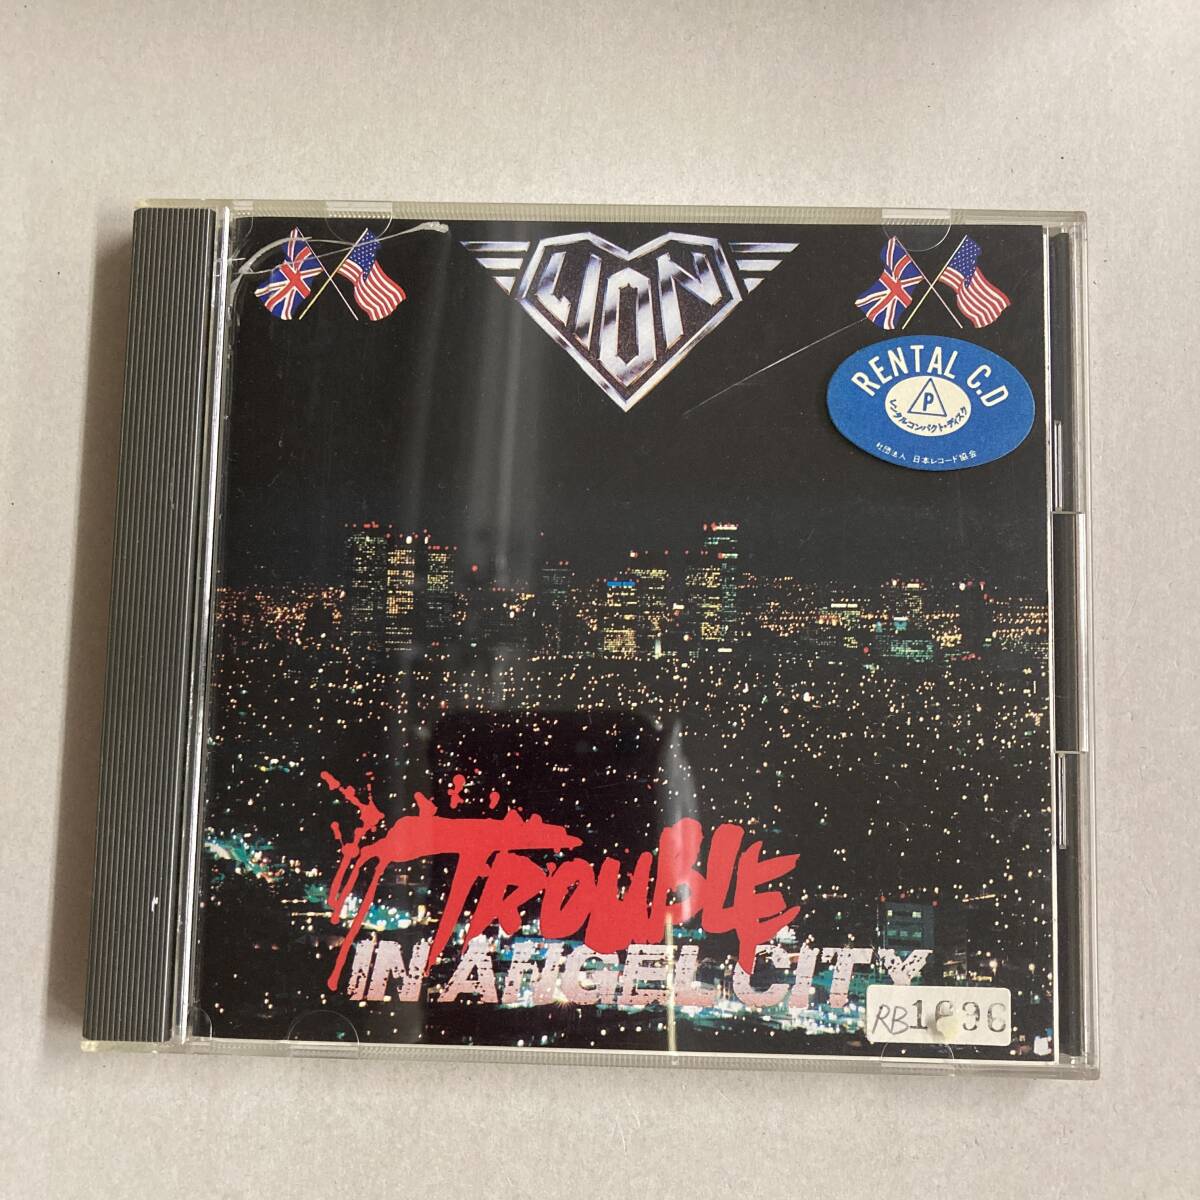 LION
RENTAL C.D
P
レンタルコンパクト・ディスク
社団法人 日本レコード協会
TROUBLE
IN ANGEL CITY
RB